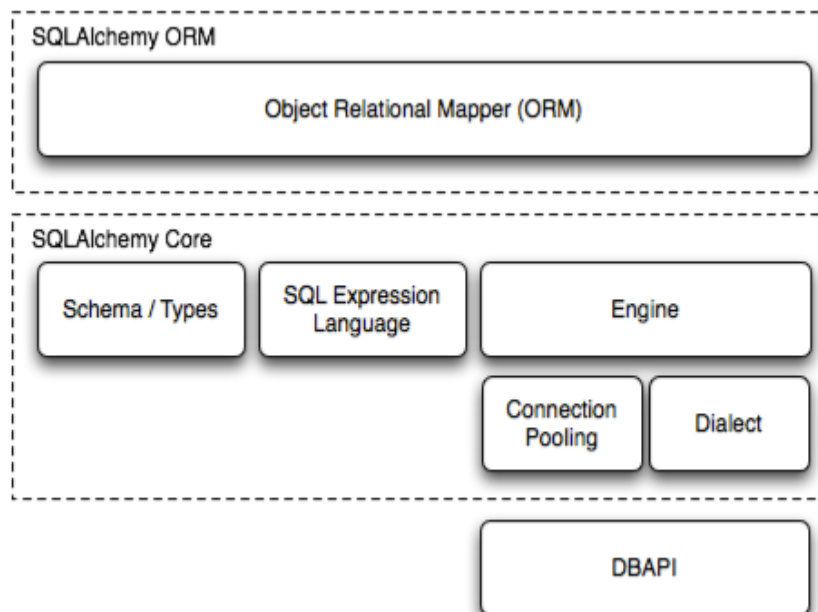 SQLAlchemy ORM
Object Relational Mapper (ORM)
SQLAlchemy Core
Schema / Types
SQL Expression
Language
Engine
Connection
Pooling
Dialect
DBAPI